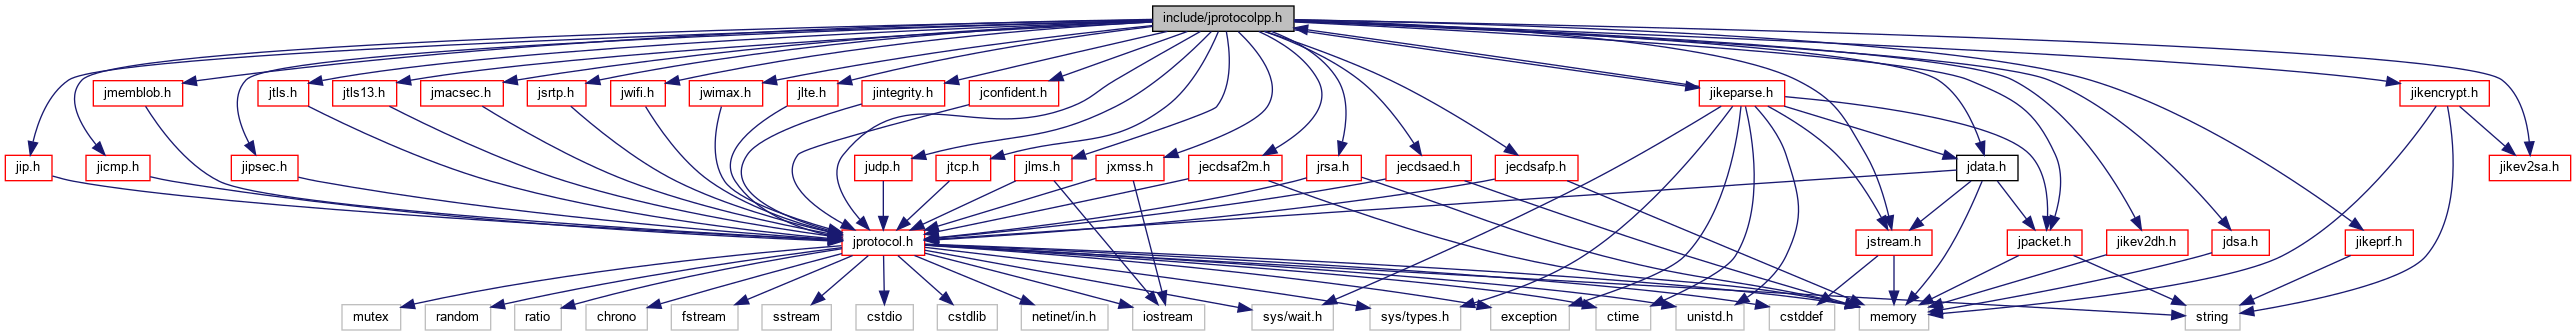 include/jprotocolpp.h
jmemblob.h
jtls.h
jtls13.h
jmacsec.h
jsrtp.h
jwifi.h
jwimax.h
jlte.h
jintegrity.h
jconfident.h
jikeparse.h
jikencrypt.h
jip.h
jicmp.h
jipsec.h
judp.h
jtcp.h
jlms.h
jxmss.h
jecdsaf2m.h
jrsa.h
jecdsaed.h
jecdsafp.h
jdata.h
jikev2sa.h
jprotocol.h
jstream.h
jpacket.h
jikev2dh.h
jdsa.h
jikeprf.h
mutex
random
ratio
chrono
fstream
sstream
cstdio
cstdlib
netinet/in.h
iostream
sys/wait.h
sys/types.h
exception
ctime
unistd.h
cstddef
memory
string